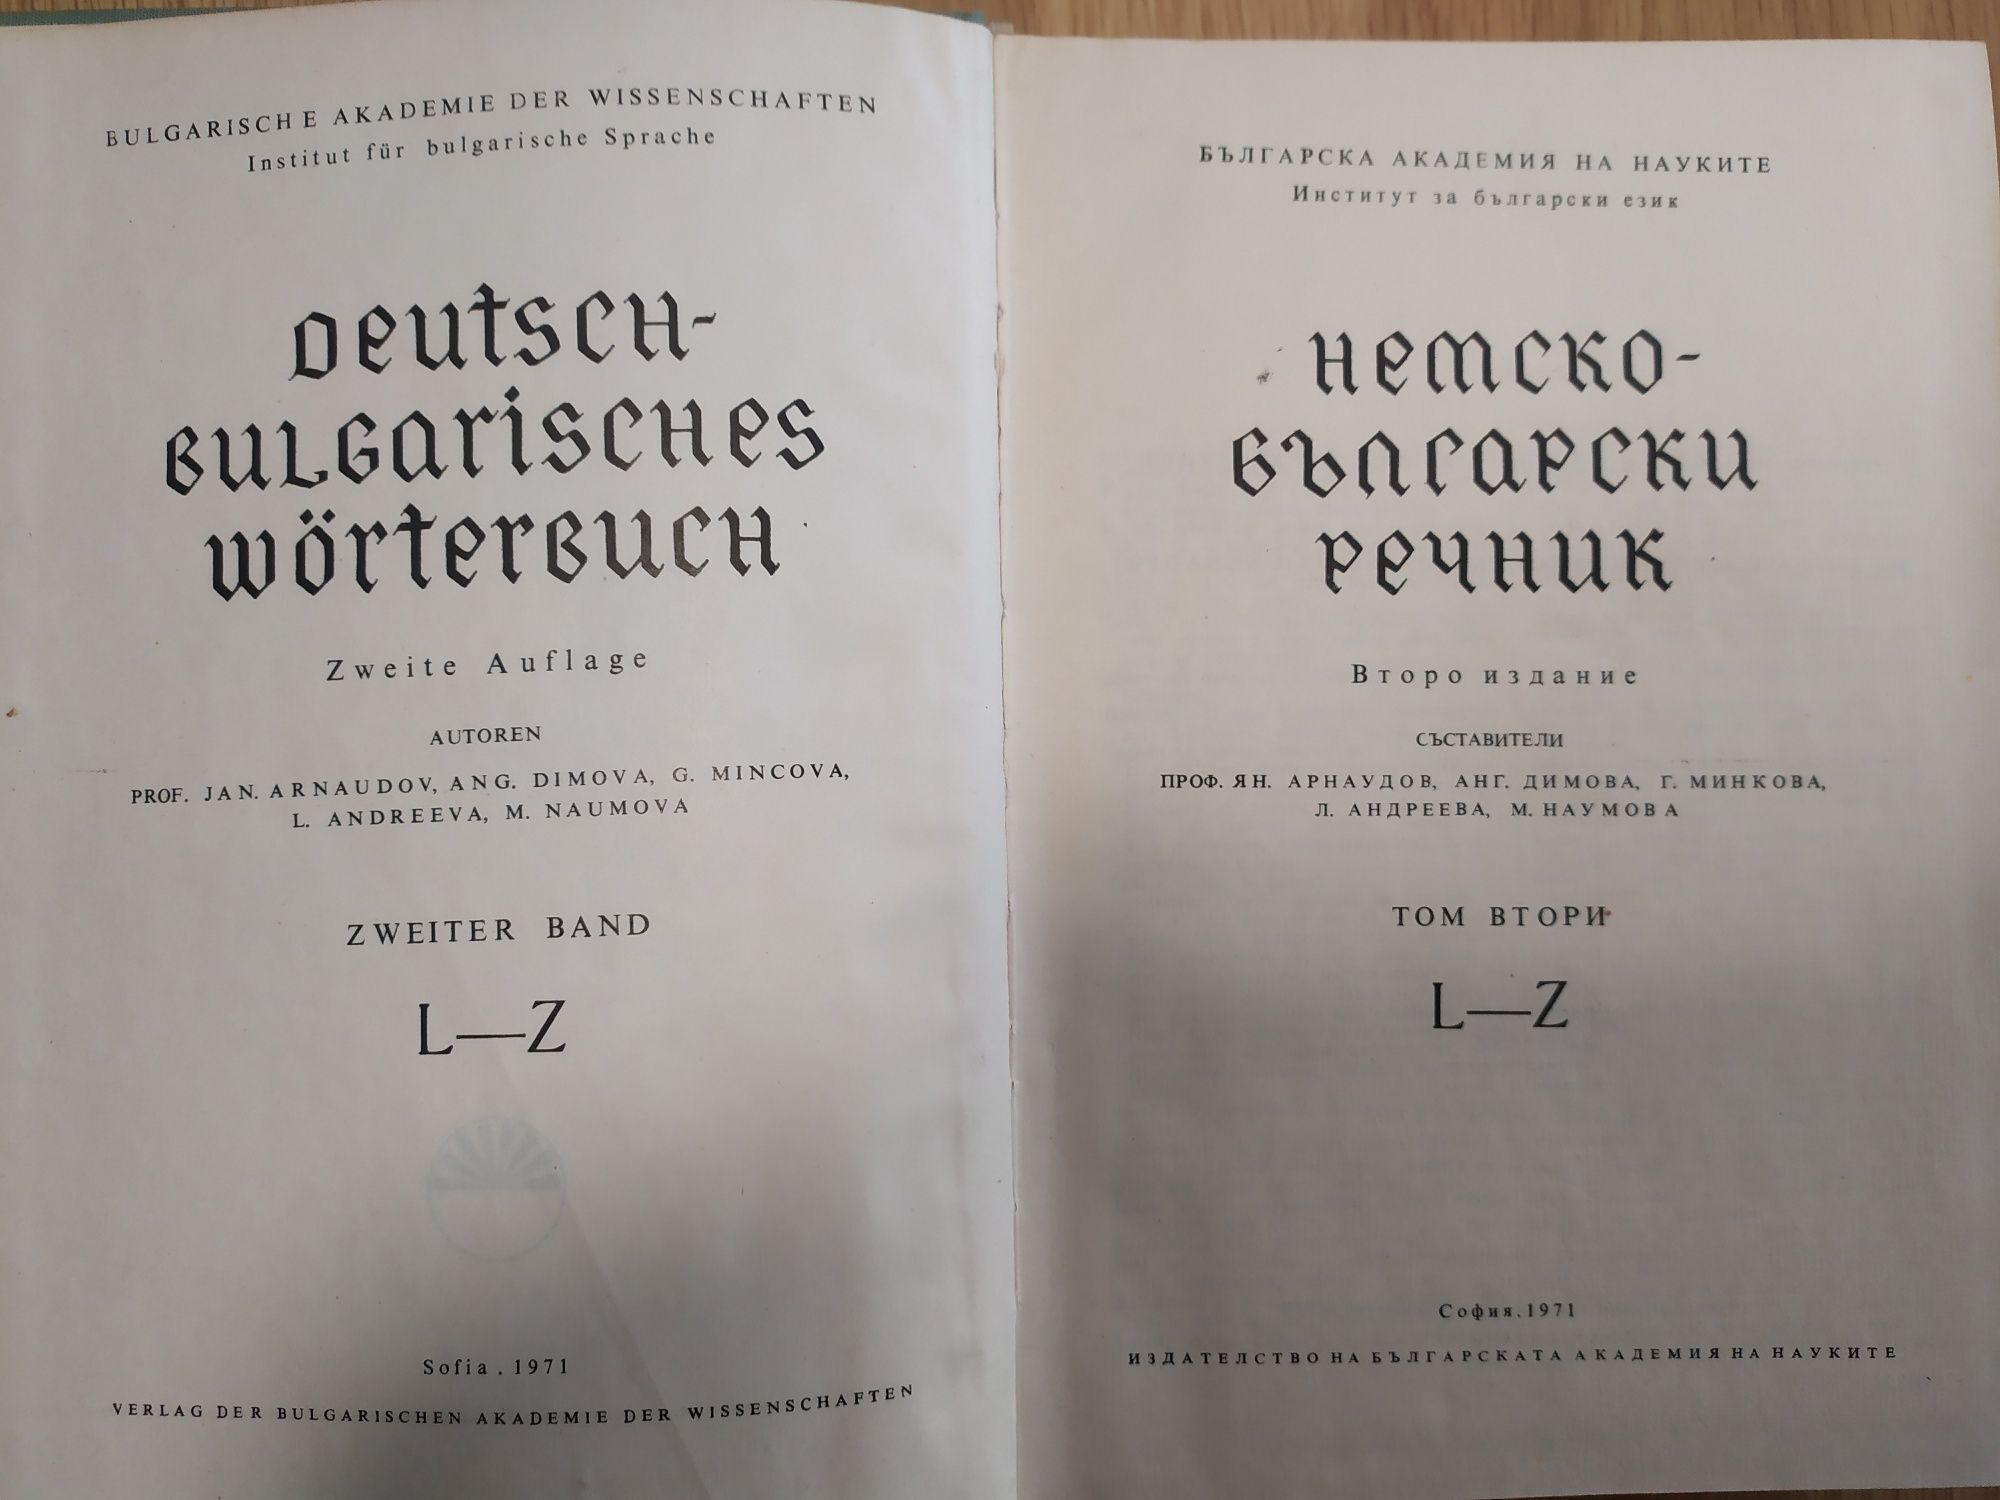 BULGARISCHE AKADEMIE DER WISSENSCHAFTEN
Institut für bulgarische Sprache
Deutsch-
Bulgarisches
Wörterbuch
Zweite Auflage
AUTOREN
PROF. JAN. ARNAUDOV, ANG. DIMOVA, G. MINCOVA,
L. ANDREEVA, M. NAUMOVA
ZWEITER BAND
L—Z
Sofia . 1971
VERLAG DER BULGARISCHEN AKADEMIE DER WISSENSCHAFTEN
БЪЛГАРСКА АКАДЕМИЯ НА НАУКИТЕ
Институт за български език
Немско-
български
речник
Второ издание
СЪСТАВИТЕЛИ
ПРОФ. ЯН. АРНАУДОВ, АНГ. ДИМОВА, Г. МИНКОВА,
Л. АНДРЕЕВА, М. НАУМОВА
ТОМ ВТОРИ
L—Z
София . 1971
ИЗДАТЕЛСТВО НА БЪЛГАРСКАТА АКАДЕМИЯ НА НАУКИТЕ